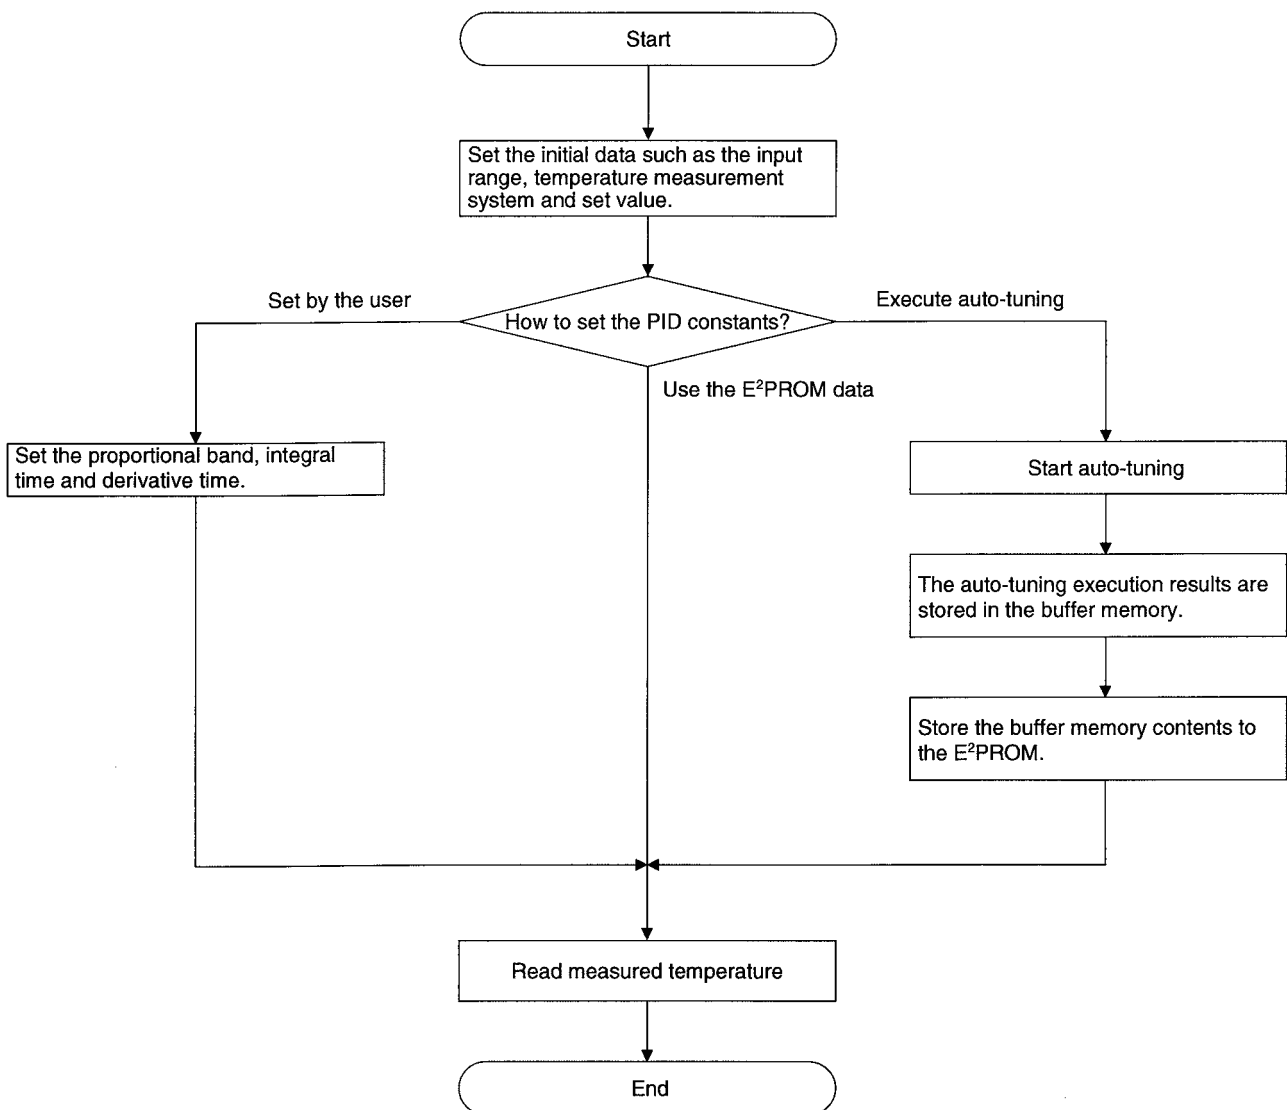 Start
Set the initial data such as the input
range, temperature measurement
system and set value.
Set by the user
Execute auto-tuning
How to set the PID constants?
Use the E²PROM data
Set the proportional band, integral
time and derivative time.
Start auto-tuning
The auto-tuning execution results are
stored in the buffer memory.
Store the buffer memory contents to
the E²PROM.
Read measured temperature
End